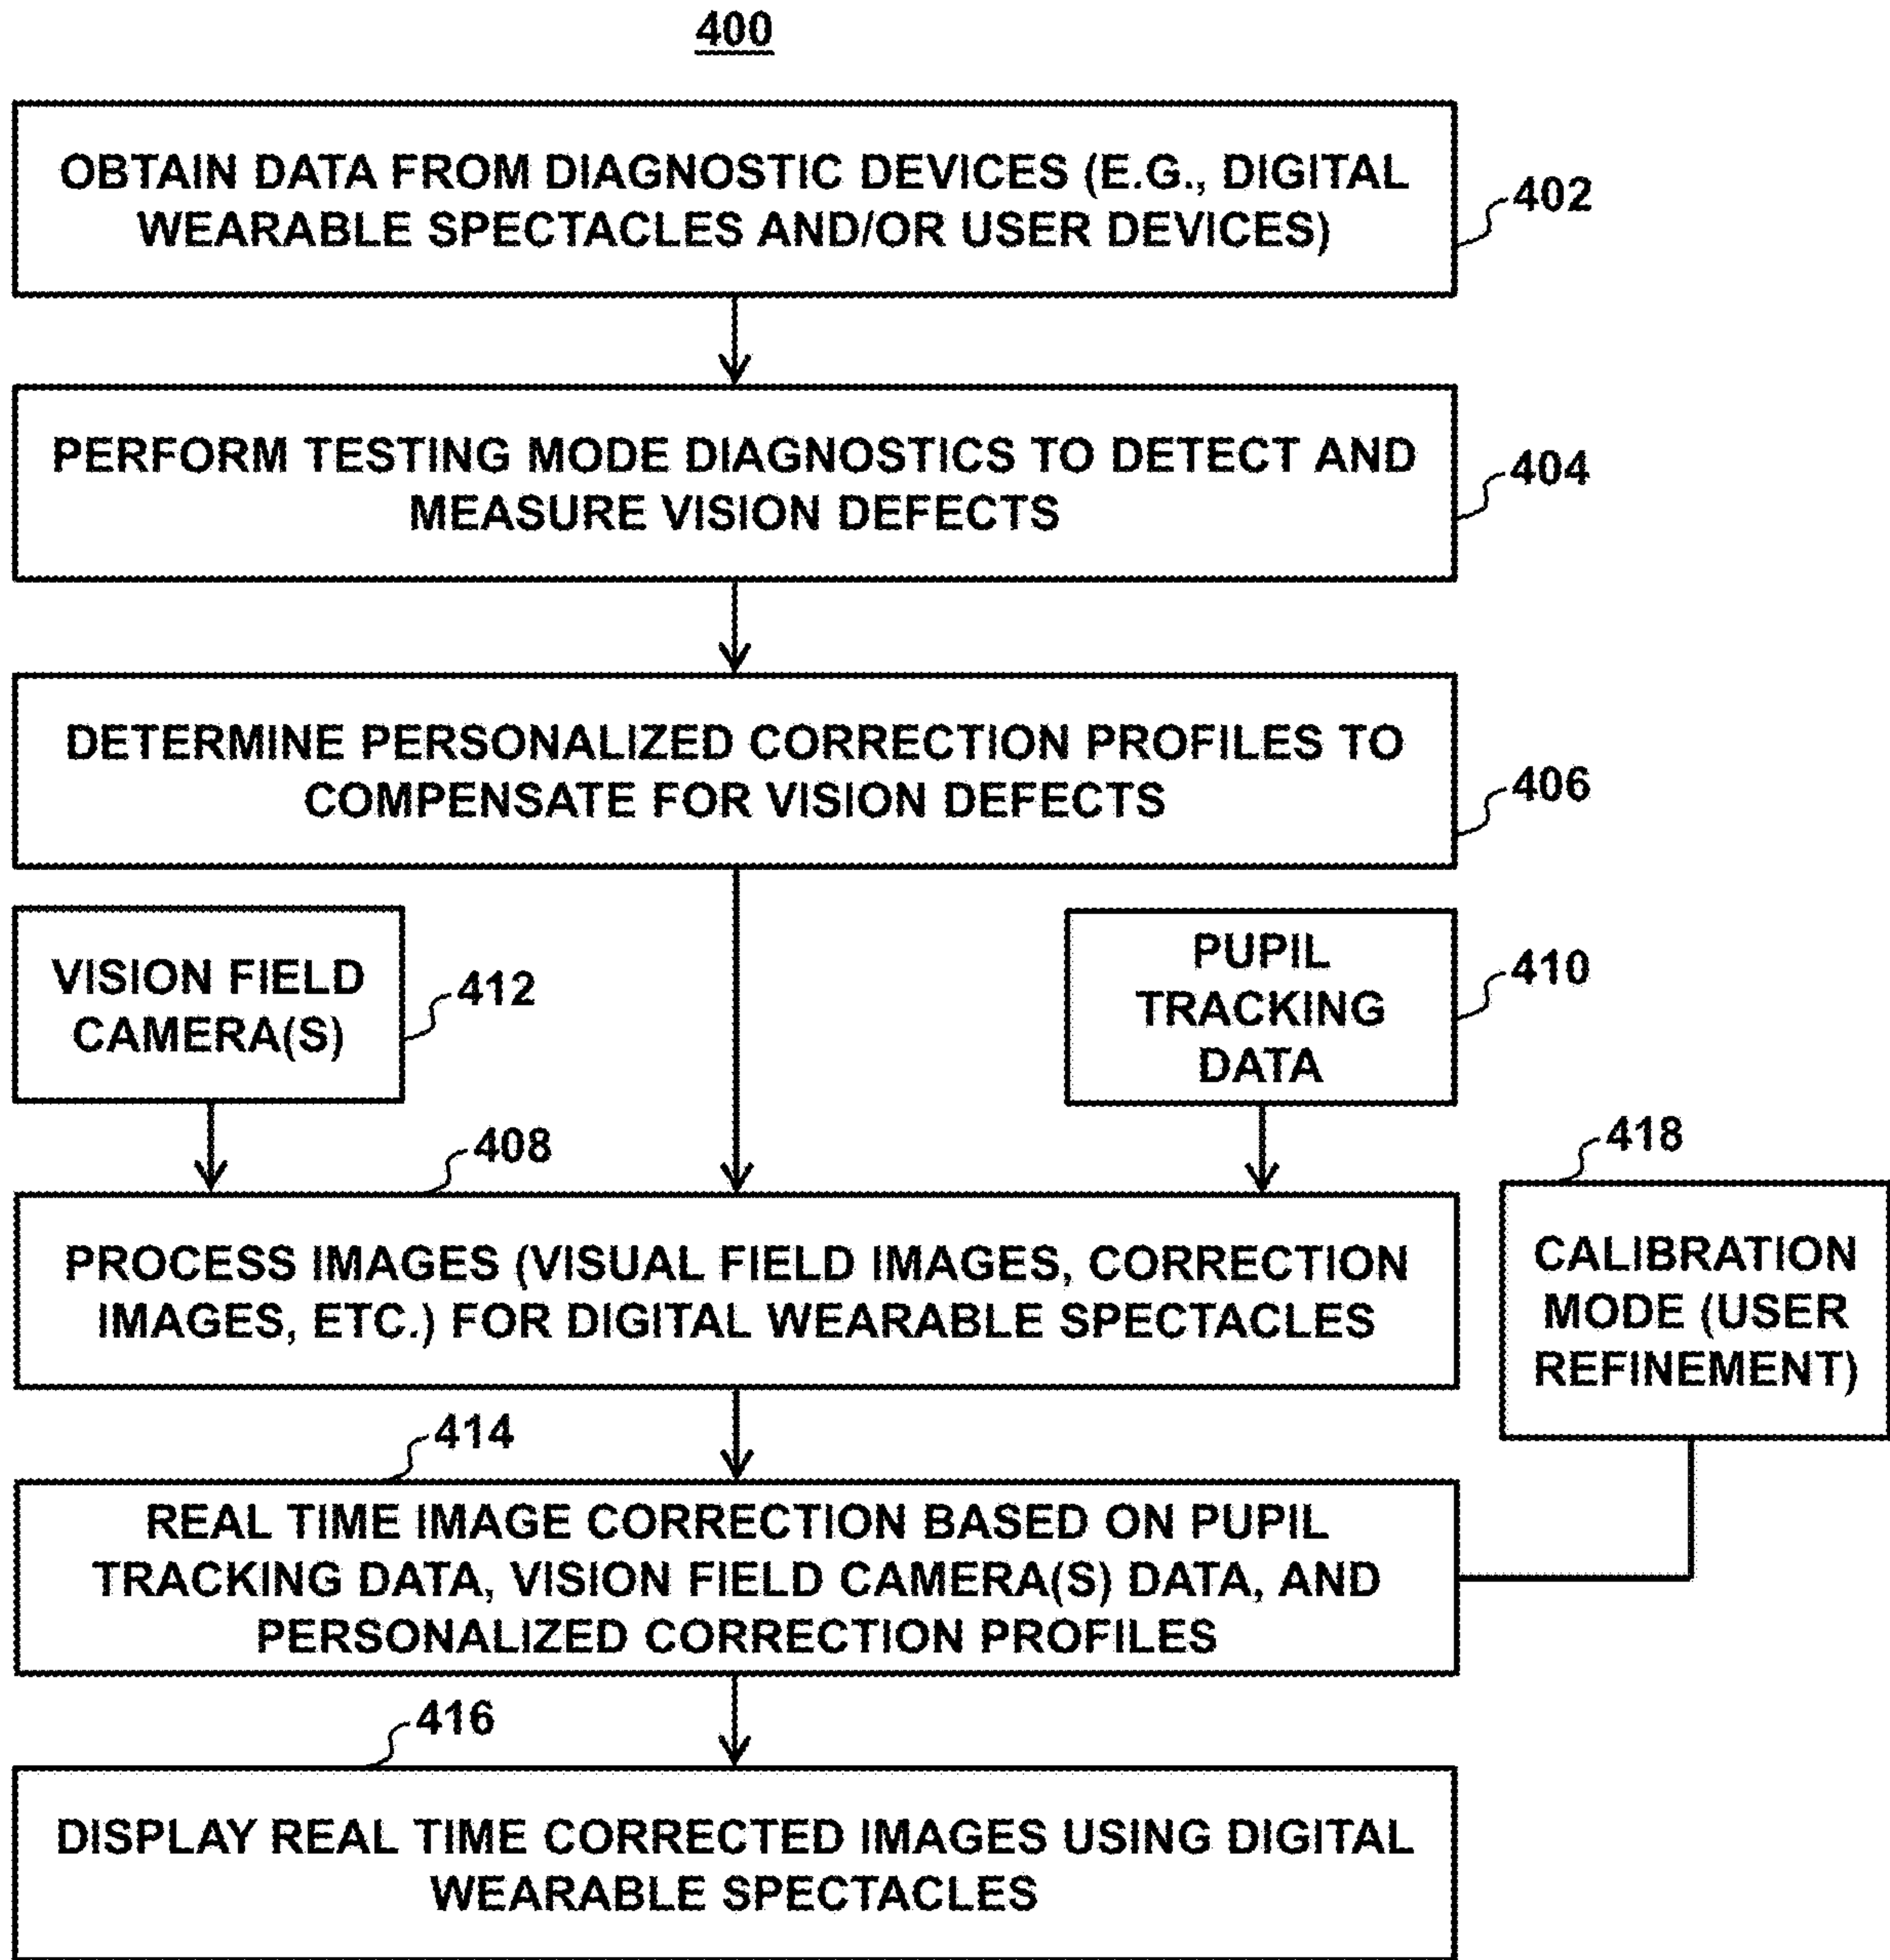 400
OBTAIN DATA FROM DIAGNOSTIC DEVICES (E.G., DIGITAL
WEARABLE SPECTACLES AND/OR USER DEVICES)
402
PERFORM TESTING MODE DIAGNOSTICS TO DETECT AND
MEASURE VISION DEFECTS
404
DETERMINE PERSONALIZED CORRECTION PROFILES TO
COMPENSATE FOR VISION DEFECTS
406
VISION FIELD
CAMERA(S)
412
PUPIL
TRACKING
DATA
410
408
PROCESS IMAGES (VISUAL FIELD IMAGES, CORRECTION
IMAGES, ETC.) FOR DIGITAL WEARABLE SPECTACLES
418
CALIBRATION
MODE (USER
REFINEMENT)
414
REAL TIME IMAGE CORRECTION BASED ON PUPIL
TRACKING DATA, VISION FIELD CAMERA(S) DATA, AND
PERSONALIZED CORRECTION PROFILES
416
DISPLAY REAL TIME CORRECTED IMAGES USING DIGITAL
WEARABLE SPECTACLES